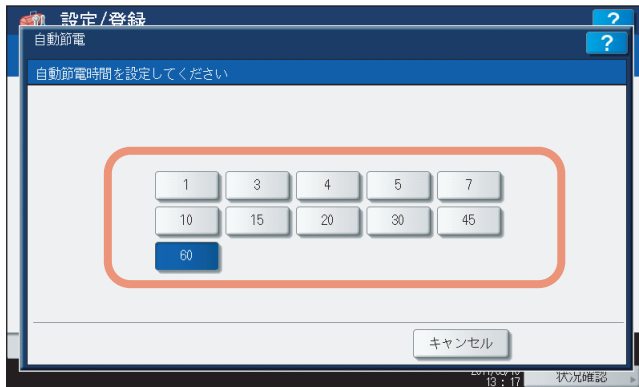 設定/登録 ?
自動節電 ?
自動節電時間を設定してください
1 3 4 5 7
10 15 20 30 45
60
キャンセル
13 : 17 状況確認